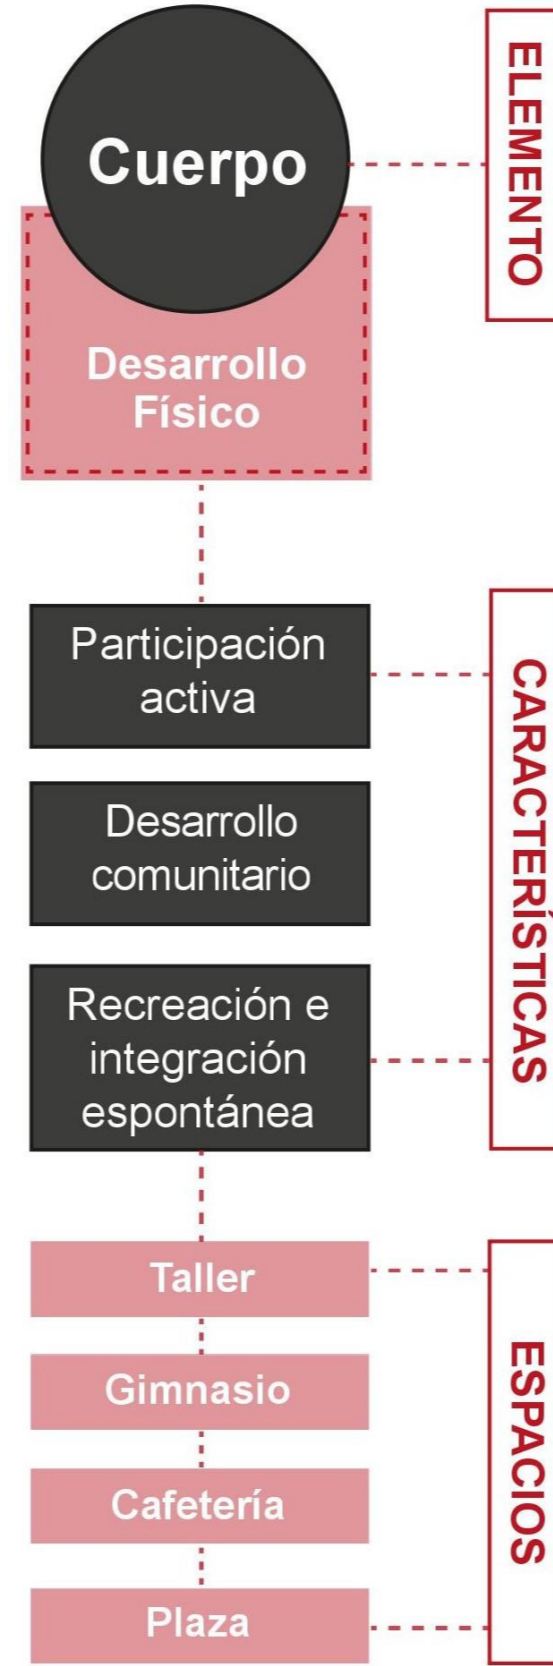 Cuerpo
ELEMENTO
Desarrollo
Físico
Participación
activa
Desarrollo
comunitario
Recreación e
integración
espontánea
CARACTERÍSTICAS
Taller
Gimnasio
Cafetería
Plaza
ESPACIOS